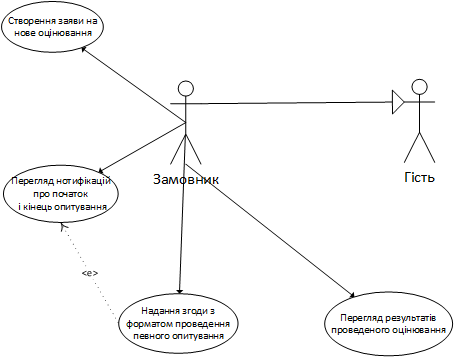 Створення заяви на
нове оцінювання
Замовник
Гість
Перегляд нотифікацій
про початок
і кінець опитування
<e>
Надання згоди з
форматом проведення
певного опитування
Перегляд результатів
проведеного оцінювання